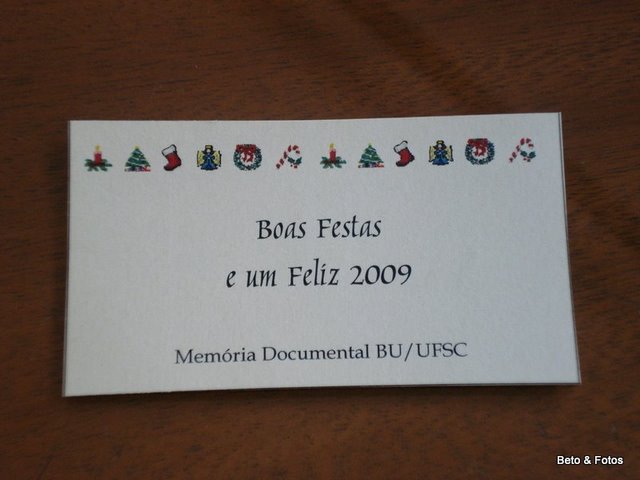 Boas Festas
e um Feliz 2009
Memória Documental BU/UFSC
Beto & Fotos